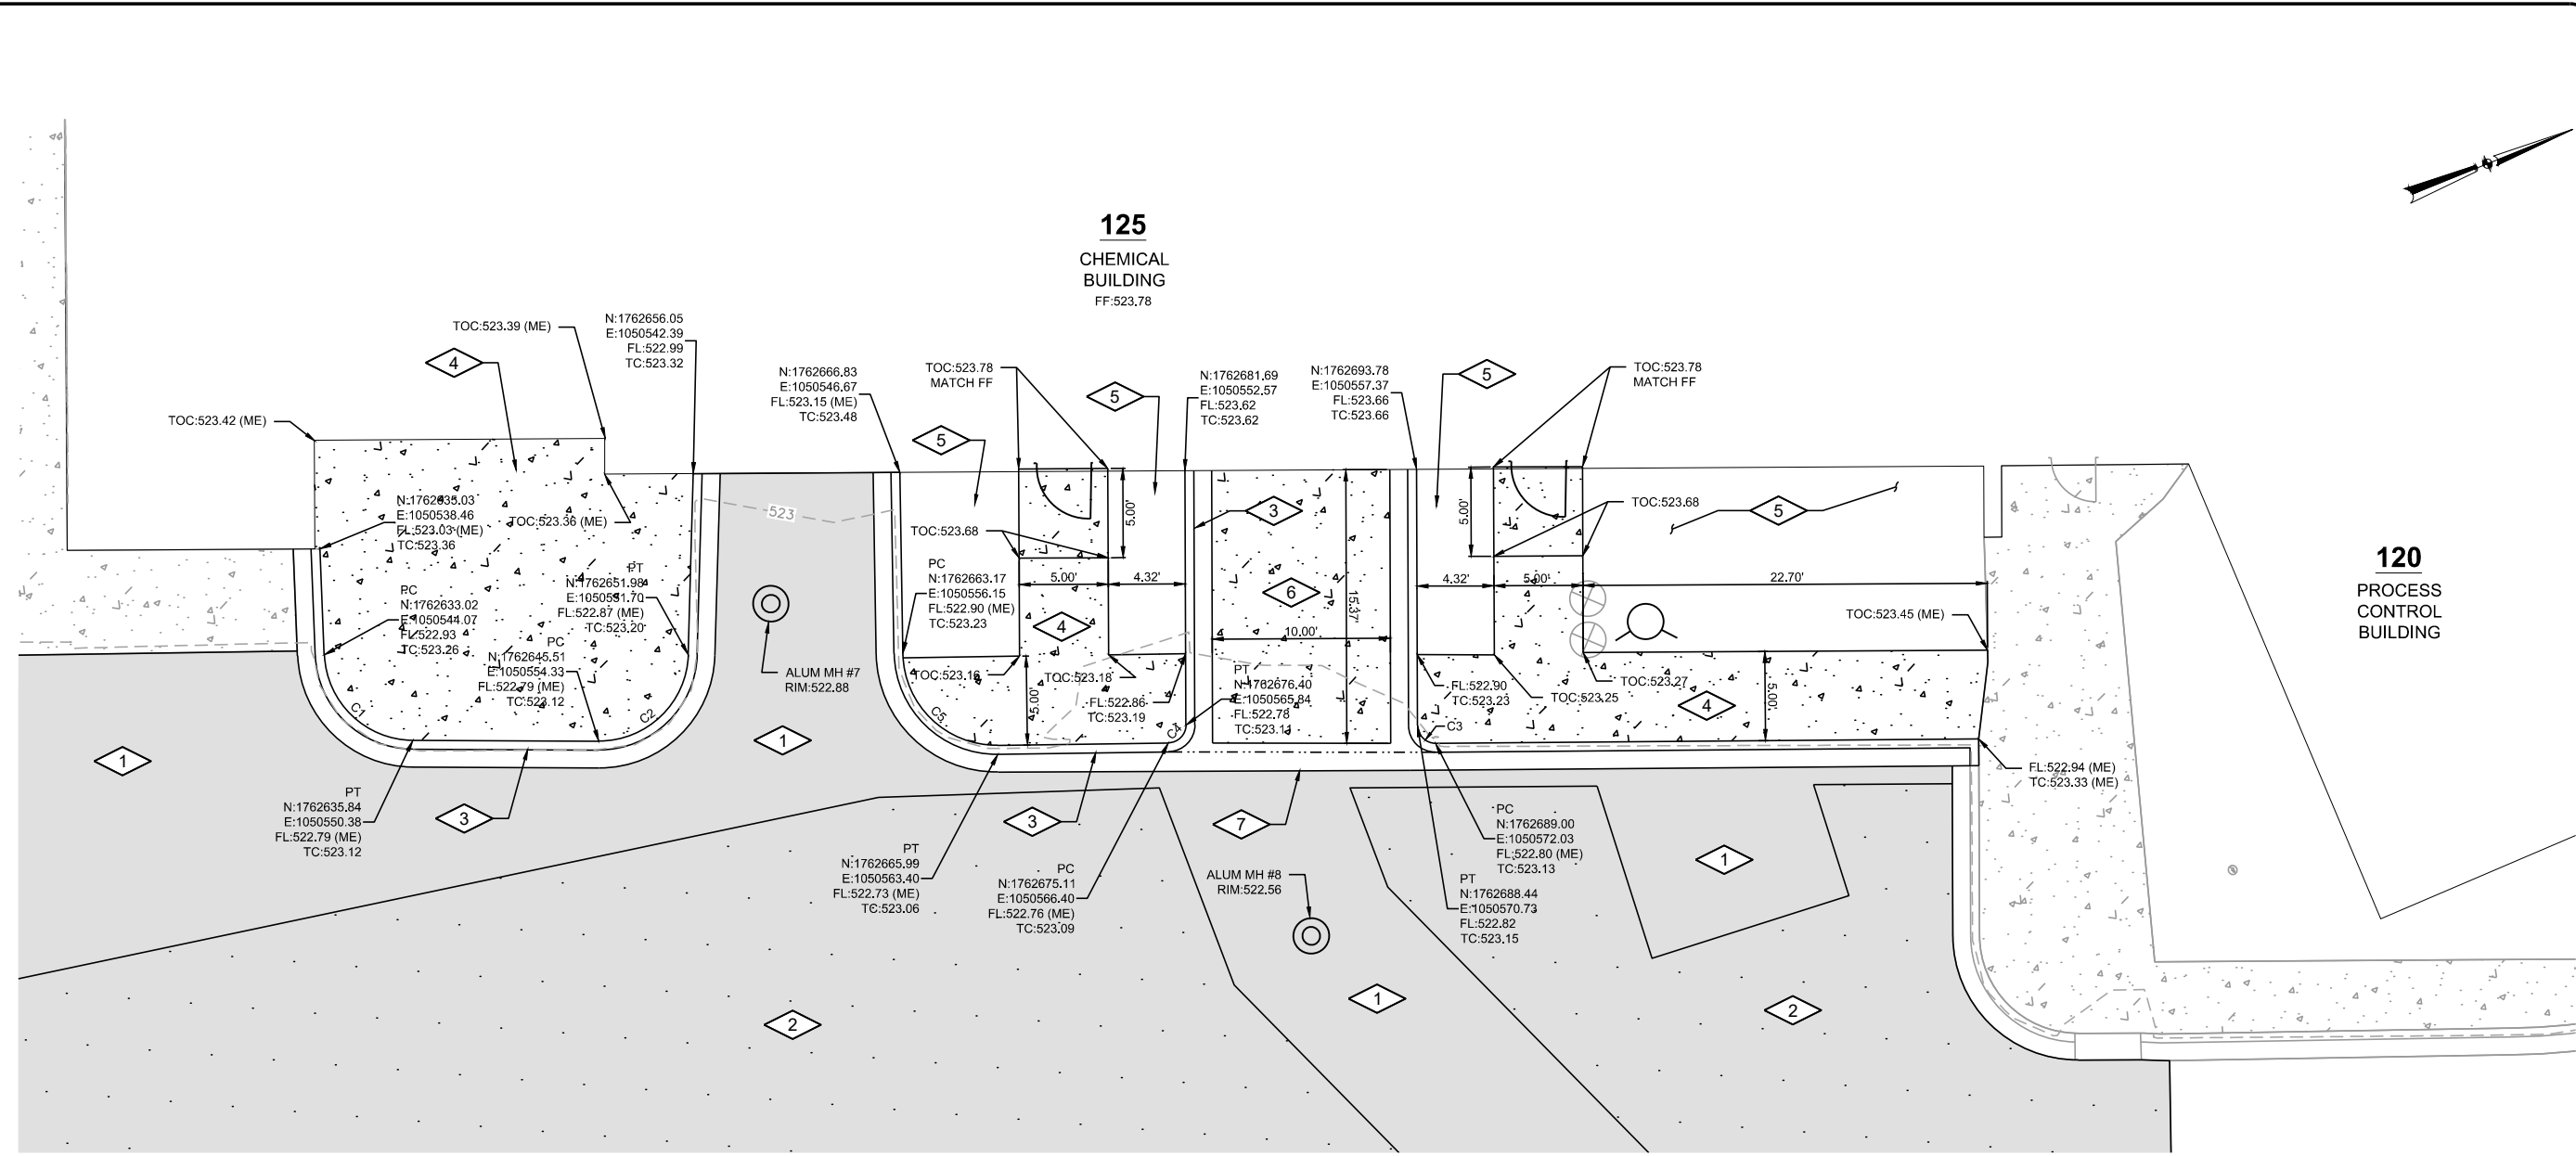 125
CHEMICAL
BUILDING
FF:523.78
TOC:523.39 (ME)
4
TOC:523.42 (ME)
N:1762656.05
E:1050542.39
FL:522.99
TC:523.32
N:1762666.83
E:1050546.67
FL:523.15 (ME)
TC:523.48
5
TOC:523.78
MATCH FF
5
N:1762681.69
E:1050552.57
FL:523.62
TC:523.62
N:1762693.78
E:1050557.37
FL:523.66
TC:523.66
5
TOC:523.78
MATCH FF
N:1762635.03
E:1050538.46
FL:523.03 (ME)
TC:523.36
TOC:523.36 (ME)
523
TOC:523.68
5.00'
3
5.00'
TOC:523.68
5
PC
N:1762633.02
E:1050544.07
FL:522.93
TC:523.26
PT
N:1762651.98
E:1050551.70
FL:522.87 (ME)
TC:523.20
PC
N:1762645.51
E:1050554.33
FL:522.79 (ME)
TC:523.12
C1
C2
ALUM MH #7
RIM:522.88
PC
N:1762663.17
E:1050556.15
FL:522.90 (ME)
TC:523.23
5.00'
4.32'
4
6
15.37'
10.00'
4.32'
5.00'
22.70'
TOC:523.45 (ME)
120
PROCESS
CONTROL
BUILDING
TOC:523.16
TOC:523.18
5.00'
FL:522.86
TC:523.19
C5
C4
PT
N:1762676.40
E:1050565.84
FL:522.78
TC:523.11
FL:522.90
TC:523.23
TOC:523.25
TOC:523.27
4
5.00'
C3
1
1
FL:522.94 (ME)
TC:523.33 (ME)
PT
N:1762635.84
E:1050550.38
FL:522.79 (ME)
TC:523.12
3
3
7
PC
N:1762689.00
E:1050572.03
FL:522.80 (ME)
TC:523.13
1
PT
N:1762665.99
E:1050563.40
FL:522.73 (ME)
TC:523.06
PC
N:1762675.11
E:1050566.40
FL:522.76 (ME)
TC:523.09
ALUM MH #8
RIM:522.56
PT
N:1762688.44
E:1050570.73
FL:522.82
TC:523.15
2
1
2